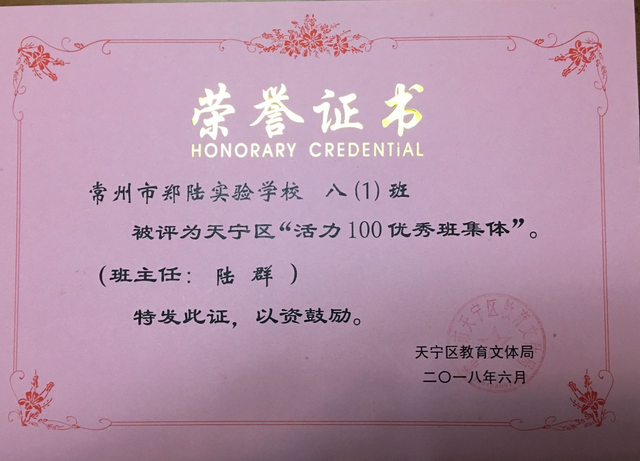 荣誉证书
HONORARY CREDENTiAL
常州市郑陆实验学校 八(1)班
被评为天宁区“活力100优秀班集体”。
(班主任: 陆群)
特发此证,以资鼓励。
天宁区教育文体局
二〇一八年六月